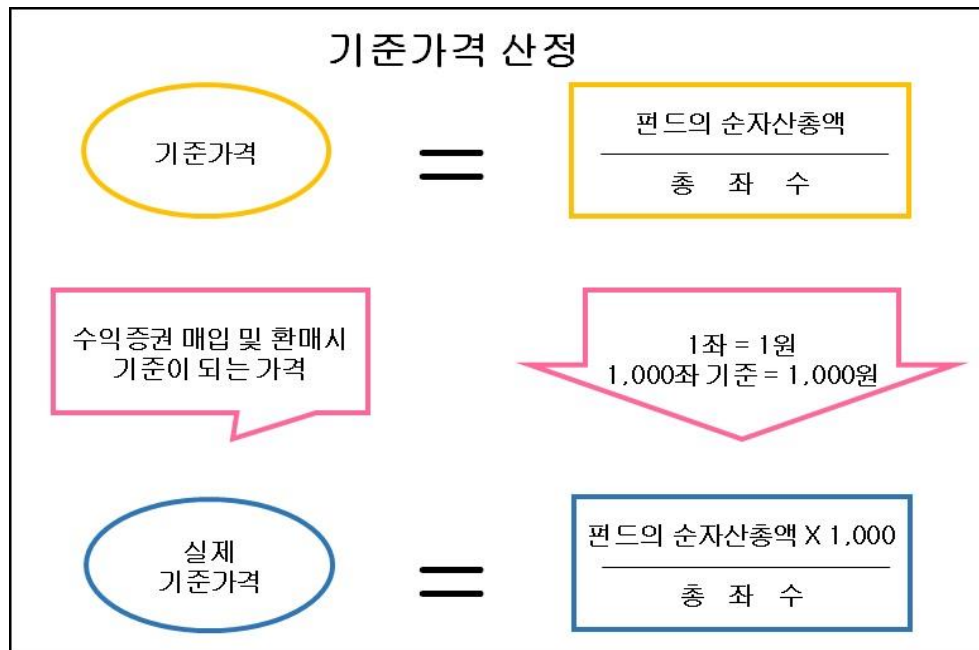 기준가격 산정
기준가격
=
펀드의 순자산총액
총 좌 수
수익증권 매입 및 환매시
기준이 되는 가격
1좌 = 1원
1,000좌 기준 = 1,000원
실제
기준가격
=
펀드의 순자산총액 X 1,000
총 좌 수